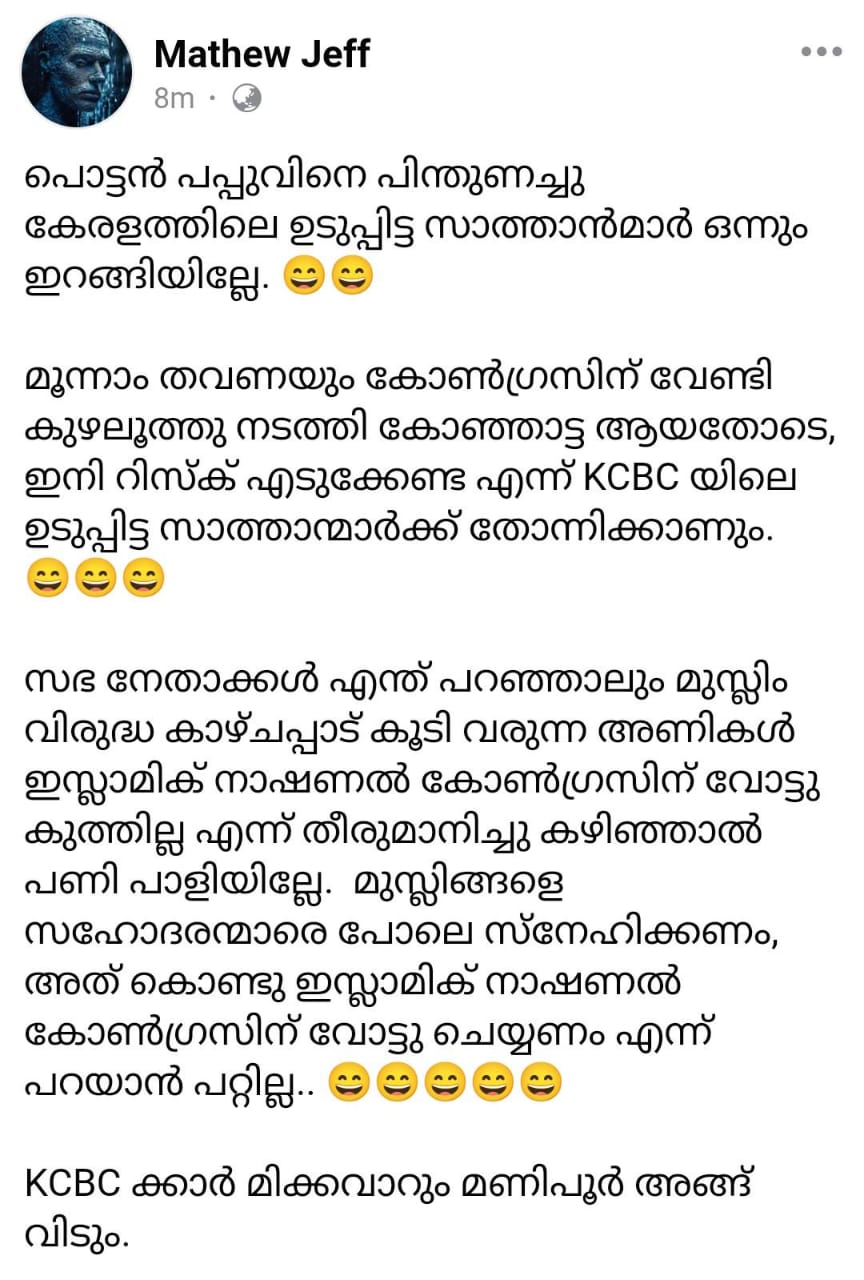 Mathew Jeff
8m ·
പൊട്ടൻ പപ്പുവിനെ പിന്തുണച്ചു
കേരളത്തിലെ ഉടുപ്പിട്ട സാത്താൻമാർ ഒന്നും
ഇറങ്ങിയില്ലേ. 😄😄
മൂന്നാം തവണയും കോൺഗ്രസിന് വേണ്ടി
കുഴലൂത്തു നടത്തി കോഞ്ഞാട്ട ആയതോടെ,
ഇനി റിസ്ക് എടുക്കേണ്ട എന്ന് KCBC യിലെ
ഉടുപ്പിട്ട സാത്താന്മാർക്ക് തോന്നിക്കാണും.
😄😄😄
സഭ നേതാക്കൾ എന്ത് പറഞ്ഞാലും മുസ്ലിം
വിരുദ്ധ കാഴ്ചപ്പാട് കൂടി വരുന്ന അണികൾ
ഇസ്ലാമിക് നാഷണൽ കോൺഗ്രസിന് വോട്ടു
കുത്തില്ല എന്ന് തീരുമാനിച്ചു കഴിഞ്ഞാൽ
പണി പാളിയില്ലേ. മുസ്ലിങ്ങളെ
സഹോദരന്മാരെ പോലെ സ്നേഹിക്കണം,
അത് കൊണ്ടു ഇസ്ലാമിക് നാഷണൽ
കോൺഗ്രസിന് വോട്ടു ചെയ്യണം എന്ന്
പറയാൻ പറ്റില്ല.. 😄😄😄😄😄
KCBC ക്കാർ മിക്കവാറും മണിപൂർ അങ്ങ്
വിടും.